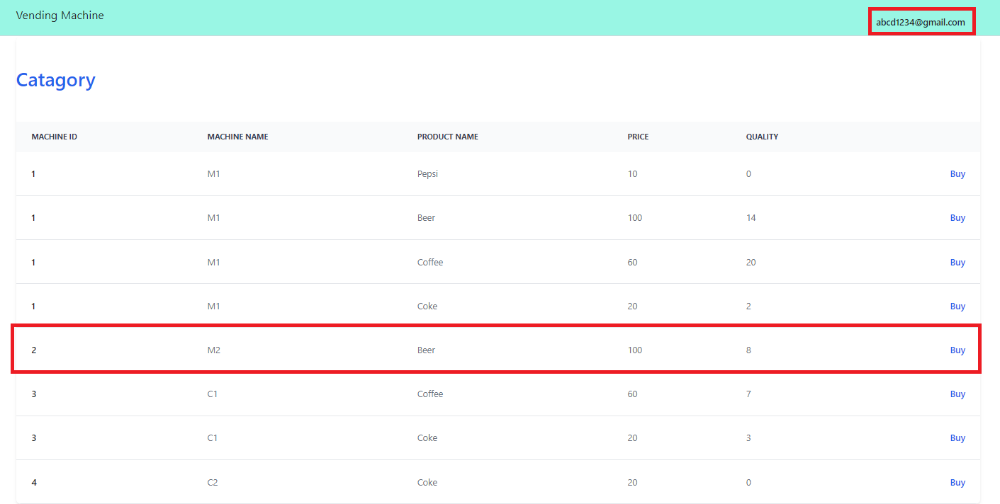 Vending Machine
abcd1234@gmail.com
Catagory
MACHINE ID MACHINE NAME PRODUCT NAME PRICE QUALITY
1 M1 Pepsi 10 0 Buy
1 M1 Beer 100 14 Buy
1 M1 Coffee 60 20 Buy
1 M1 Coke 20 2 Buy
2 M2 Beer 100 8 Buy
3 C1 Coffee 60 7 Buy
3 C1 Coke 20 3 Buy
4 C2 Coke 20 0 Buy